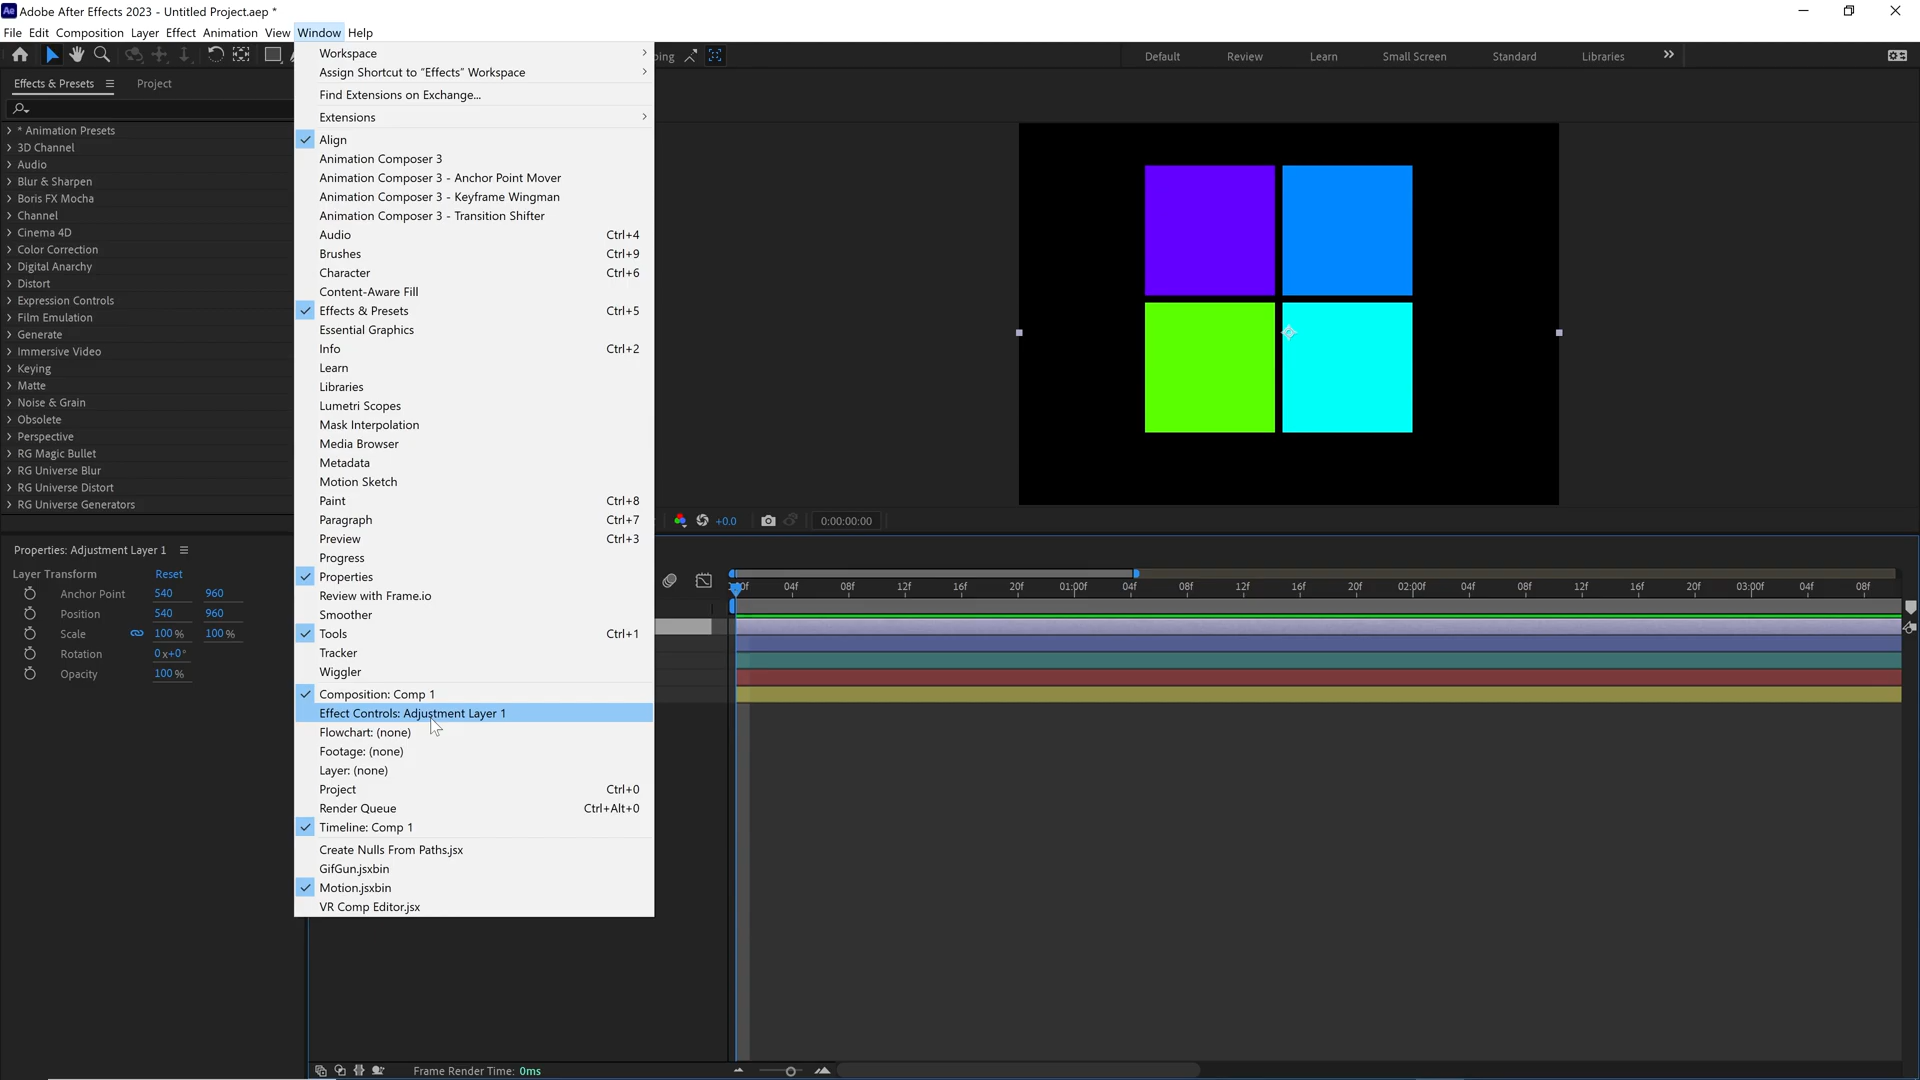 Adobe After Effects 2023 - Untitled Project.aep *
File Edit Composition Layer Effect Animation View Window Help
Default Review Learn Small Screen Standard Libraries
Effects & Presets Project
* Animation Presets
3D Channel
Audio
Blur & Sharpen
Boris FX Mocha
Channel
Cinema 4D
Color Correction
Digital Anarchy
Distort
Expression Controls
Film Emulation
Generate
Immersive Video
Keying
Matte
Noise & Grain
Obsolete
Perspective
RG Magic Bullet
RG Universe Blur
RG Universe Distort
RG Universe Generators
Properties: Adjustment Layer 1
Layer Transform Reset
Anchor Point 540 960
Position 540 960
Scale 100 % 100 %
Rotation 0x+0°
Opacity 100 %
Workspace
Assign Shortcut to "Effects" Workspace
Find Extensions on Exchange...
Extensions
Align
Animation Composer 3
Animation Composer 3 - Anchor Point Mover
Animation Composer 3 - Keyframe Wingman
Animation Composer 3 - Transition Shifter
Audio Ctrl+4
Brushes Ctrl+9
Character Ctrl+6
Content-Aware Fill
Effects & Presets Ctrl+5
Essential Graphics
Info Ctrl+2
Learn
Libraries
Lumetri Scopes
Mask Interpolation
Media Browser
Metadata
Motion Sketch
Paint Ctrl+8
Paragraph Ctrl+7
Preview Ctrl+3
Progress
Properties
Review with Frame.io
Smoother
Tools Ctrl+1
Tracker
Wiggler
Composition: Comp 1
Effect Controls: Adjustment Layer 1
Flowchart: (none)
Footage: (none)
Layer: (none)
Project Ctrl+0
Render Queue Ctrl+Alt+0
Timeline: Comp 1
Create Nulls From Paths.jsx
GifGun.jsxbin
Motion.jsxbin
VR Comp Editor.jsx
+0.0 0:00:00:00
04f 08f 12f 16f 20f 01:00f 04f 08f 12f 16f 20f 02:00f 04f 08f 12f 16f 20f 03:00f 04f 08f
Frame Render Time: 0ms